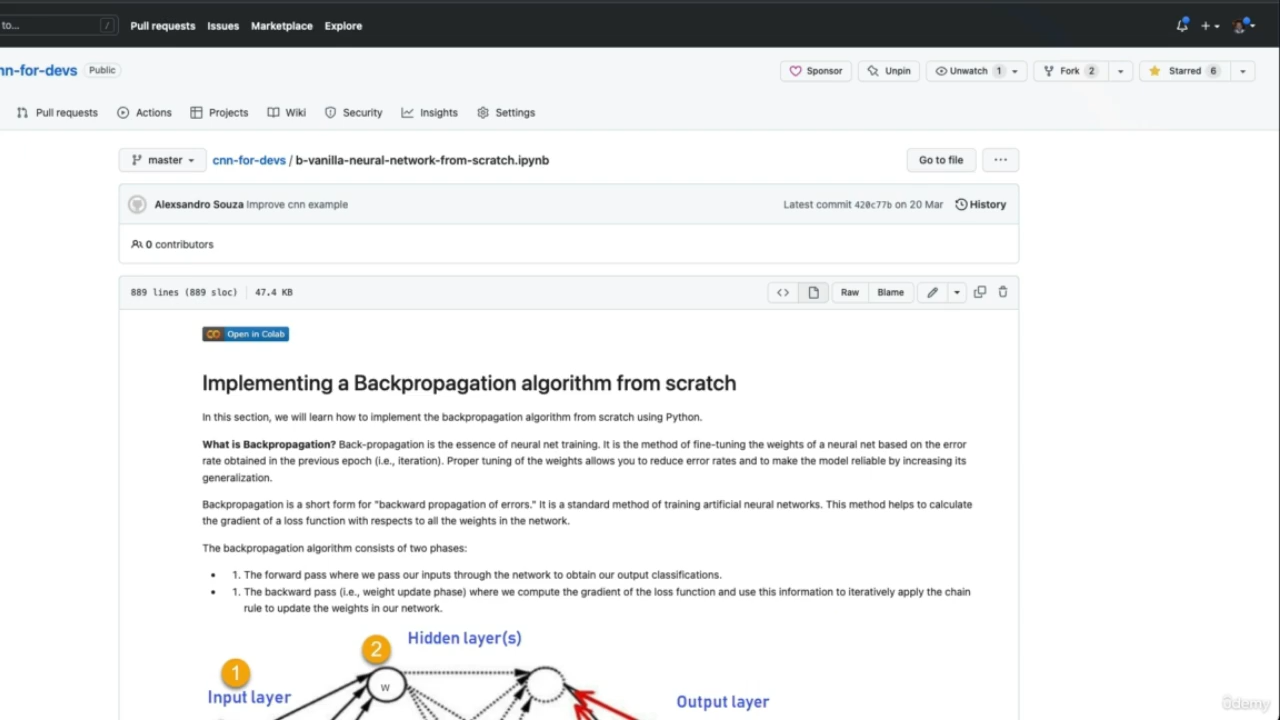 to... / Pull requests Issues Marketplace Explore
nn-for-devs Public Sponsor Unpin Unwatch 1 Fork 2 Starred 6
Pull requests Actions Projects Wiki Security Insights Settings
master cnn-for-devs / b-vanilla-neural-network-from-scratch.ipynb Go to file ...
Alexsandro Souza Improve cnn example Latest commit 420c77b on 20 Mar History
0 contributors
889 lines (889 sloc) 47.4 KB <> Raw Blame
Open in Colab
Implementing a Backpropagation algorithm from scratch
In this section, we will learn how to implement the backpropagation algorithm from scratch using Python.
What is Backpropagation? Back-propagation is the essence of neural net training. It is the method of fine-tuning the weights of a neural net based on the error
rate obtained in the previous epoch (i.e., iteration). Proper tuning of the weights allows you to reduce error rates and to make the model reliable by increasing its
generalization.
Backpropagation is a short form for "backward propagation of errors." It is a standard method of training artificial neural networks. This method helps to calculate
the gradient of a loss function with respects to all the weights in the network.
The backpropagation algorithm consists of two phases:
• 1. The forward pass where we pass our inputs through the network to obtain our output classifications.
• 1. The backward pass (i.e., weight update phase) where we compute the gradient of the loss function and use this information to iteratively apply the chain
rule to update the weights in our network.
2 Hidden layer(s)
1
w
Input layer
Output layer
ûdemy